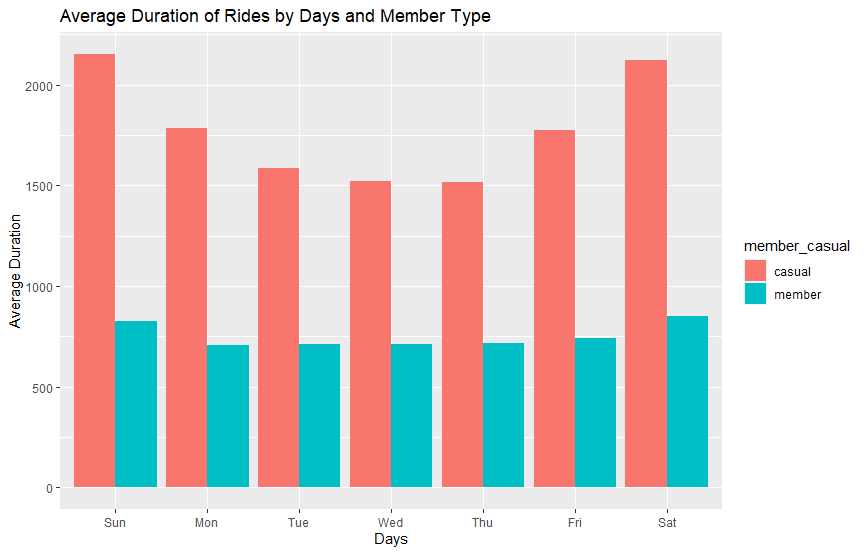 Average Duration of Rides by Days and Member Type
Average Duration
2000
1500
1000
500
0
Sun Mon Tue Wed Thu Fri Sat
Days
member_casual
casual
member